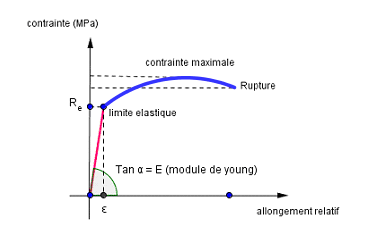 contrainte (MPa)
contrainte maximale
Rupture
Re
limite elastique
Tan α = E (module de young)
ε
allongement relatif